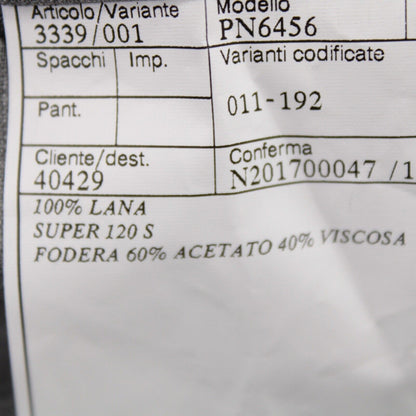 Articolo/Variante Modello
3339/001 PN6456
Spacchi Imp. Varianti codificate
Pant. 011-192
Cliente/dest. Conferma
40429 N201700047 /1
100% LANA
SUPER 120 S
FODERA 60% ACETATO 40% VISCOSA